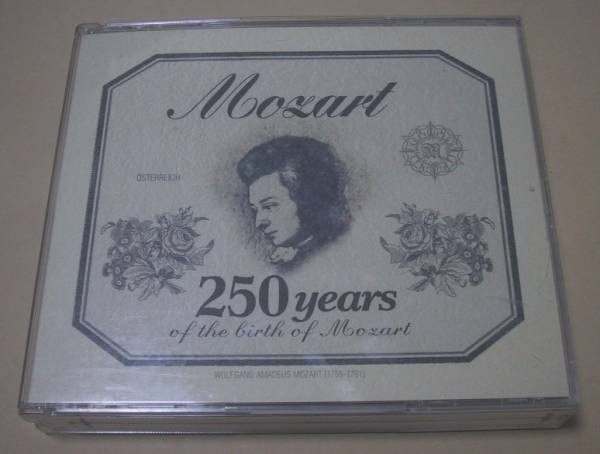 Mozart
ÖSTERREICH
M
250 years
of the birth of Mozart
WOLFGANG AMADEUS MOZART (1756-1791)